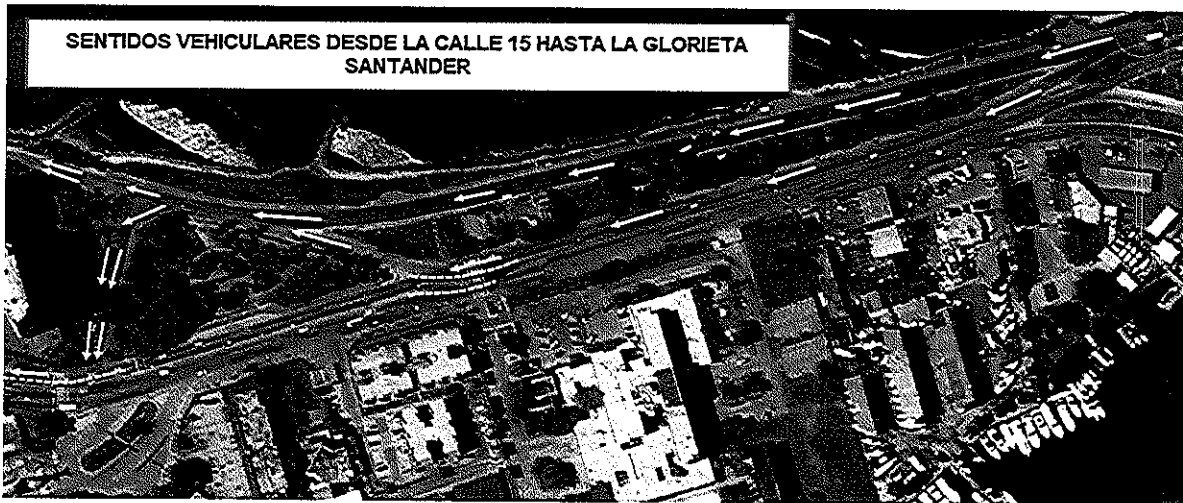 SENTIDOS VEHICULARES DESDE LA CALLE 15 HASTA LA GLORIETA
SANTANDER